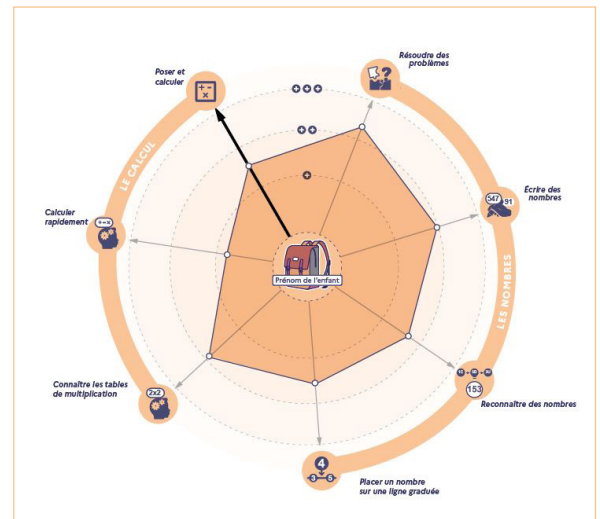 Résoudre des
problèmes
Poser et
calculer
+ -
x
?
+++
++
+
LE CALCUL
547
91
Écrire des
nombres
Calculer
rapidement
+-x
Prénom de l'enfant
LES NOMBRES
Connaître les tables
de multiplication
2x2
153
Reconnaître des nombres
4
3
5
Placer un nombre
sur une ligne graduée